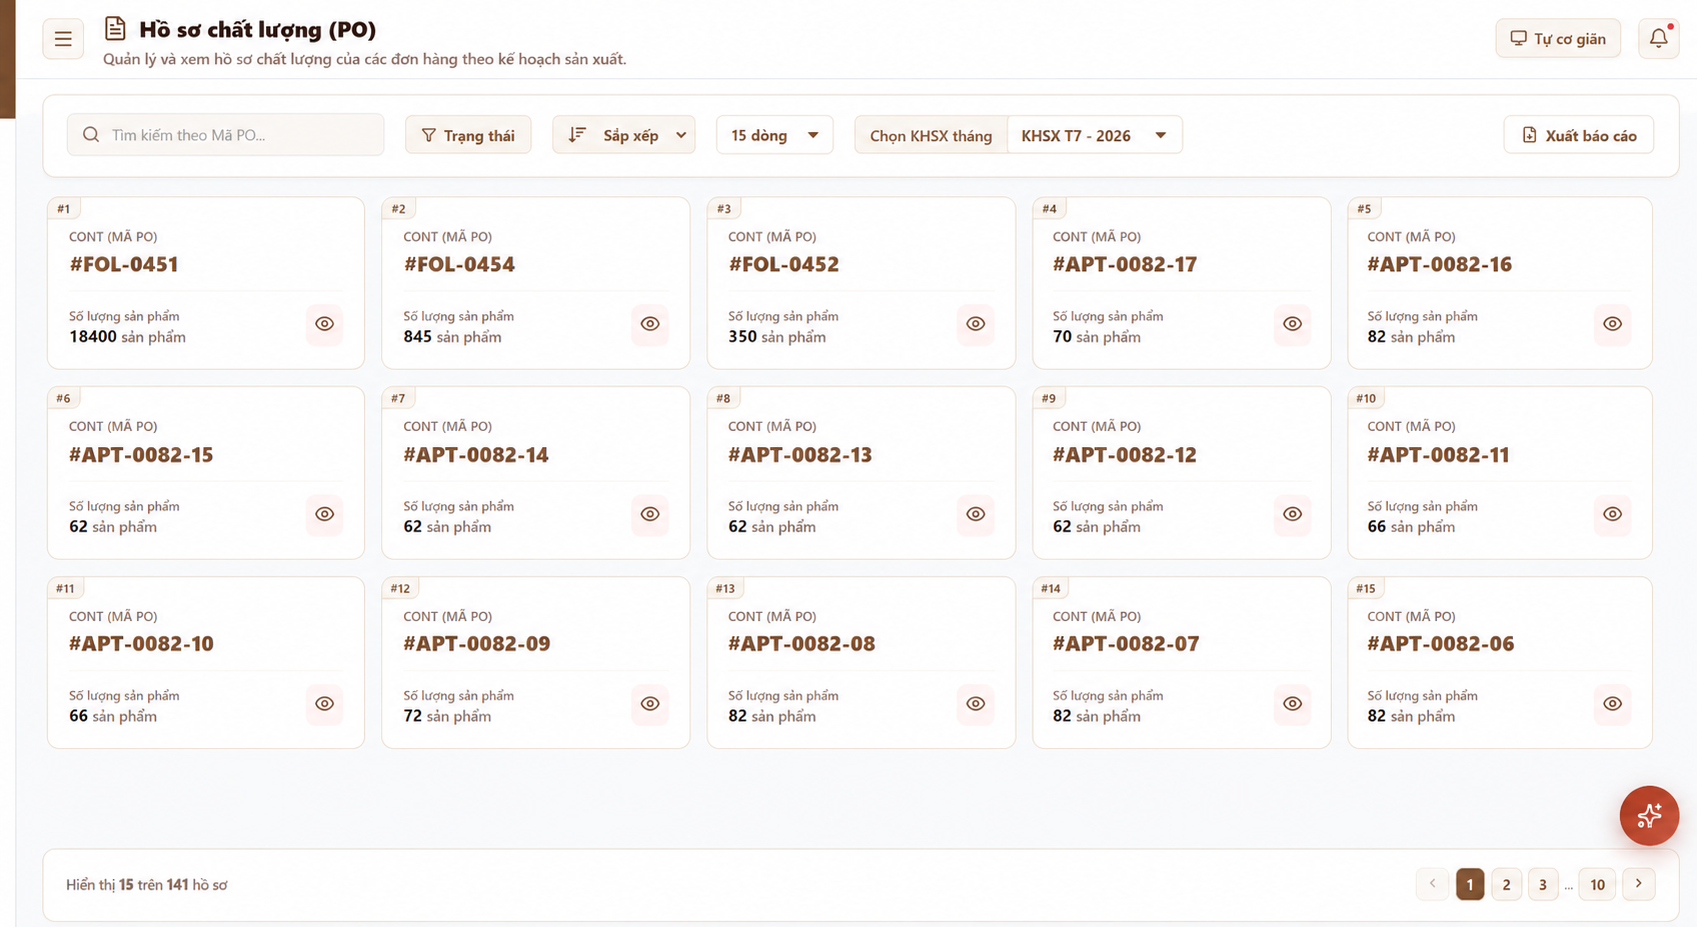 Hồ sơ chất lượng (PO)
Quản lý và xem hồ sơ chất lượng của các đơn hàng theo kế hoạch sản xuất.
Tự cơ giãn
Tìm kiếm theo Mã PO...
Trạng thái
Sắp xếp
15 dòng
Chọn KHSX tháng
KHSX T7 - 2026
Xuất báo cáo
#1
CONT (MÃ PO)
#FOL-0451
Số lượng sản phẩm
18400 sản phẩm
#2
CONT (MÃ PO)
#FOL-0454
Số lượng sản phẩm
845 sản phẩm
#3
CONT (MÃ PO)
#FOL-0452
Số lượng sản phẩm
350 sản phẩm
#4
CONT (MÃ PO)
#APT-0082-17
Số lượng sản phẩm
70 sản phẩm
#5
CONT (MÃ PO)
#APT-0082-16
Số lượng sản phẩm
82 sản phẩm
#6
CONT (MÃ PO)
#APT-0082-15
Số lượng sản phẩm
62 sản phẩm
#7
CONT (MÃ PO)
#APT-0082-14
Số lượng sản phẩm
62 sản phẩm
#8
CONT (MÃ PO)
#APT-0082-13
Số lượng sản phẩm
62 sản phẩm
#9
CONT (MÃ PO)
#APT-0082-12
Số lượng sản phẩm
62 sản phẩm
#10
CONT (MÃ PO)
#APT-0082-11
Số lượng sản phẩm
66 sản phẩm
#11
CONT (MÃ PO)
#APT-0082-10
Số lượng sản phẩm
66 sản phẩm
#12
CONT (MÃ PO)
#APT-0082-09
Số lượng sản phẩm
72 sản phẩm
#13
CONT (MÃ PO)
#APT-0082-08
Số lượng sản phẩm
82 sản phẩm
#14
CONT (MÃ PO)
#APT-0082-07
Số lượng sản phẩm
82 sản phẩm
#15
CONT (MÃ PO)
#APT-0082-06
Số lượng sản phẩm
82 sản phẩm
Hiển thị 15 trên 141 hồ sơ
1 2 3 ... 10